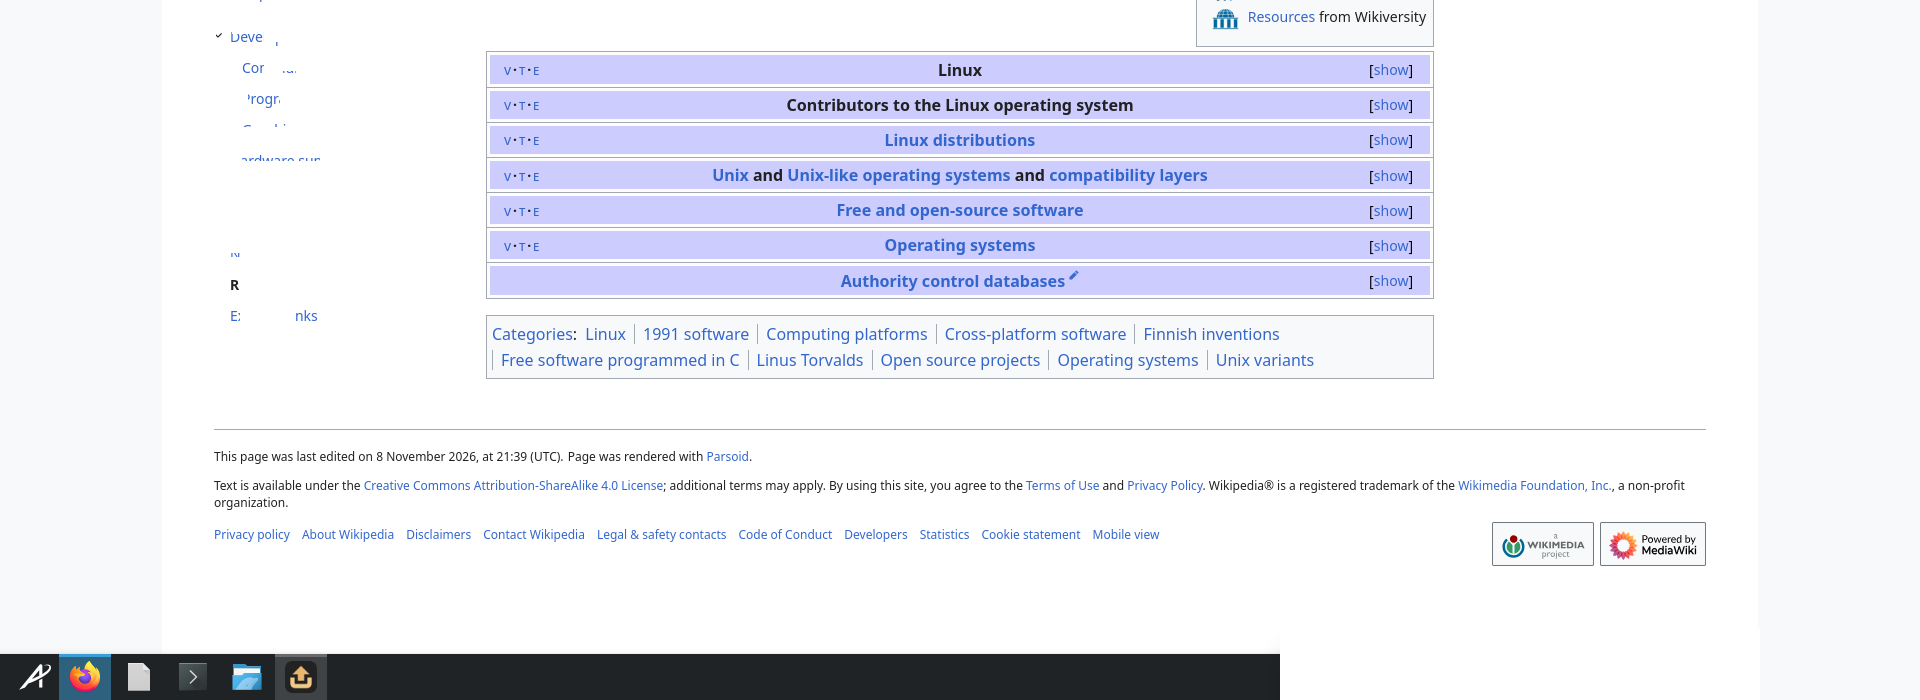 Resources from Wikiversity
V·T·E Linux [show]
V·T·E Contributors to the Linux operating system [show]
V·T·E Linux distributions [show]
V·T·E Unix and Unix-like operating systems and compatibility layers [show]
V·T·E Free and open-source software [show]
V·T·E Operating systems [show]
Authority control databases [show]
Categories: Linux | 1991 software | Computing platforms | Cross-platform software | Finnish inventions
| Free software programmed in C | Linus Torvalds | Open source projects | Operating systems | Unix variants
This page was last edited on 8 November 2026, at 21:39 (UTC). Page was rendered with Parsoid.
Text is available under the Creative Commons Attribution-ShareAlike 4.0 License; additional terms may apply. By using this site, you agree to the Terms of Use and Privacy Policy. Wikipedia® is a registered trademark of the Wikimedia Foundation, Inc., a non-profit
organization.
Privacy policy About Wikipedia Disclaimers Contact Wikipedia Legal & safety contacts Code of Conduct Developers Statistics Cookie statement Mobile view
a
WIKIMEDIA
project
Powered by
MediaWiki